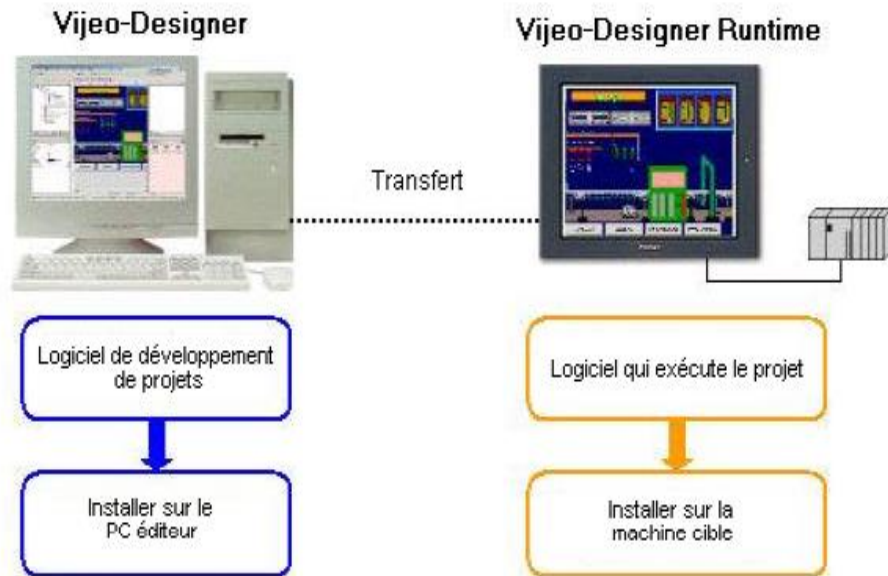 Vijeo-Designer
Vijeo-Designer Runtime
Transfert
Logiciel de développement
de projets
Logiciel qui exécute le projet
Installer sur le
PC éditeur
Installer sur la
machine cible